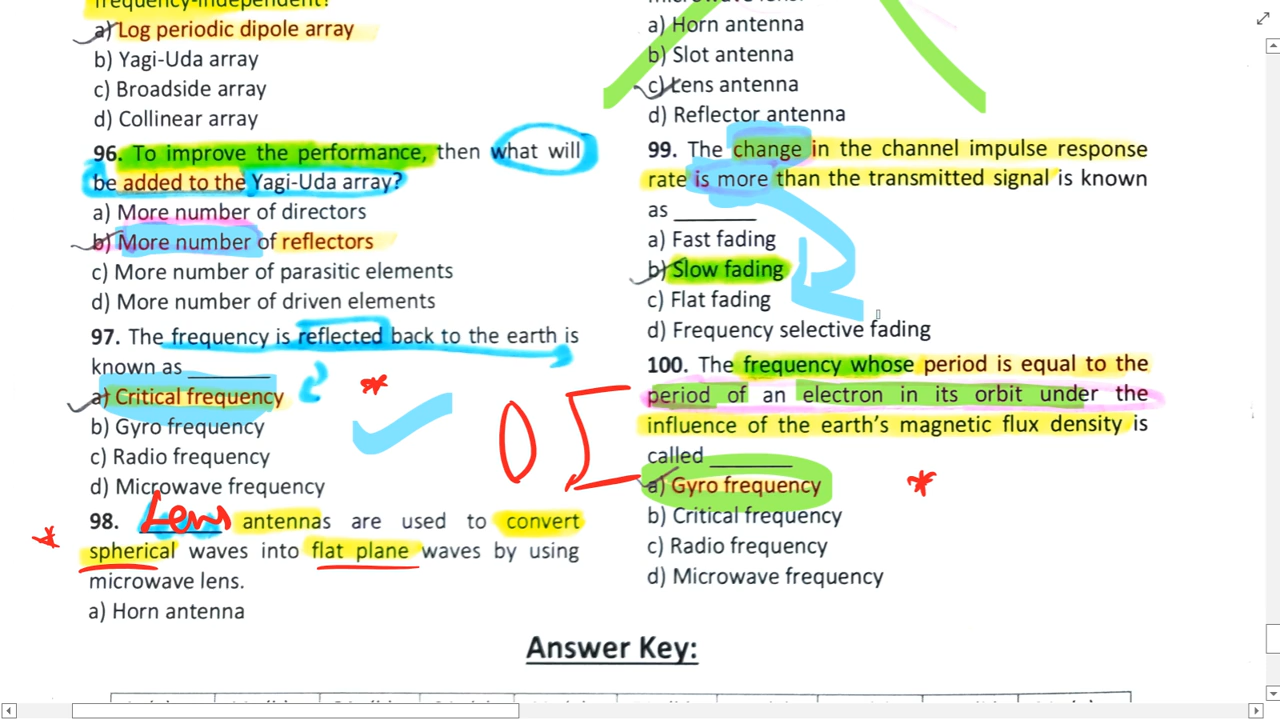 frequency-independent?
a) Log periodic dipole array
b) Yagi-Uda array
c) Broadside array
d) Collinear array
96. To improve the performance, then what will
be added to the Yagi-Uda array?
a) More number of directors
b) More number of reflectors
c) More number of parasitic elements
d) More number of driven elements
97. The frequency is reflected back to the earth is
known as ________
a) Critical frequency
b) Gyro frequency
c) Radio frequency
d) Microwave frequency
98. Lens antennas are used to convert
spherical waves into flat plane waves by using
microwave lens.
a) Horn antenna
microwave lens.
a) Horn antenna
b) Slot antenna
c) Lens antenna
d) Reflector antenna
99. The change in the channel impulse response
rate is more than the transmitted signal is known
as ________
a) Fast fading
b) Slow fading
c) Flat fading
d) Frequency selective fading
100. The frequency whose period is equal to the
period of an electron in its orbit under the
influence of the earth's magnetic flux density is
called ________
a) Gyro frequency
b) Critical frequency
c) Radio frequency
d) Microwave frequency
Answer Key: